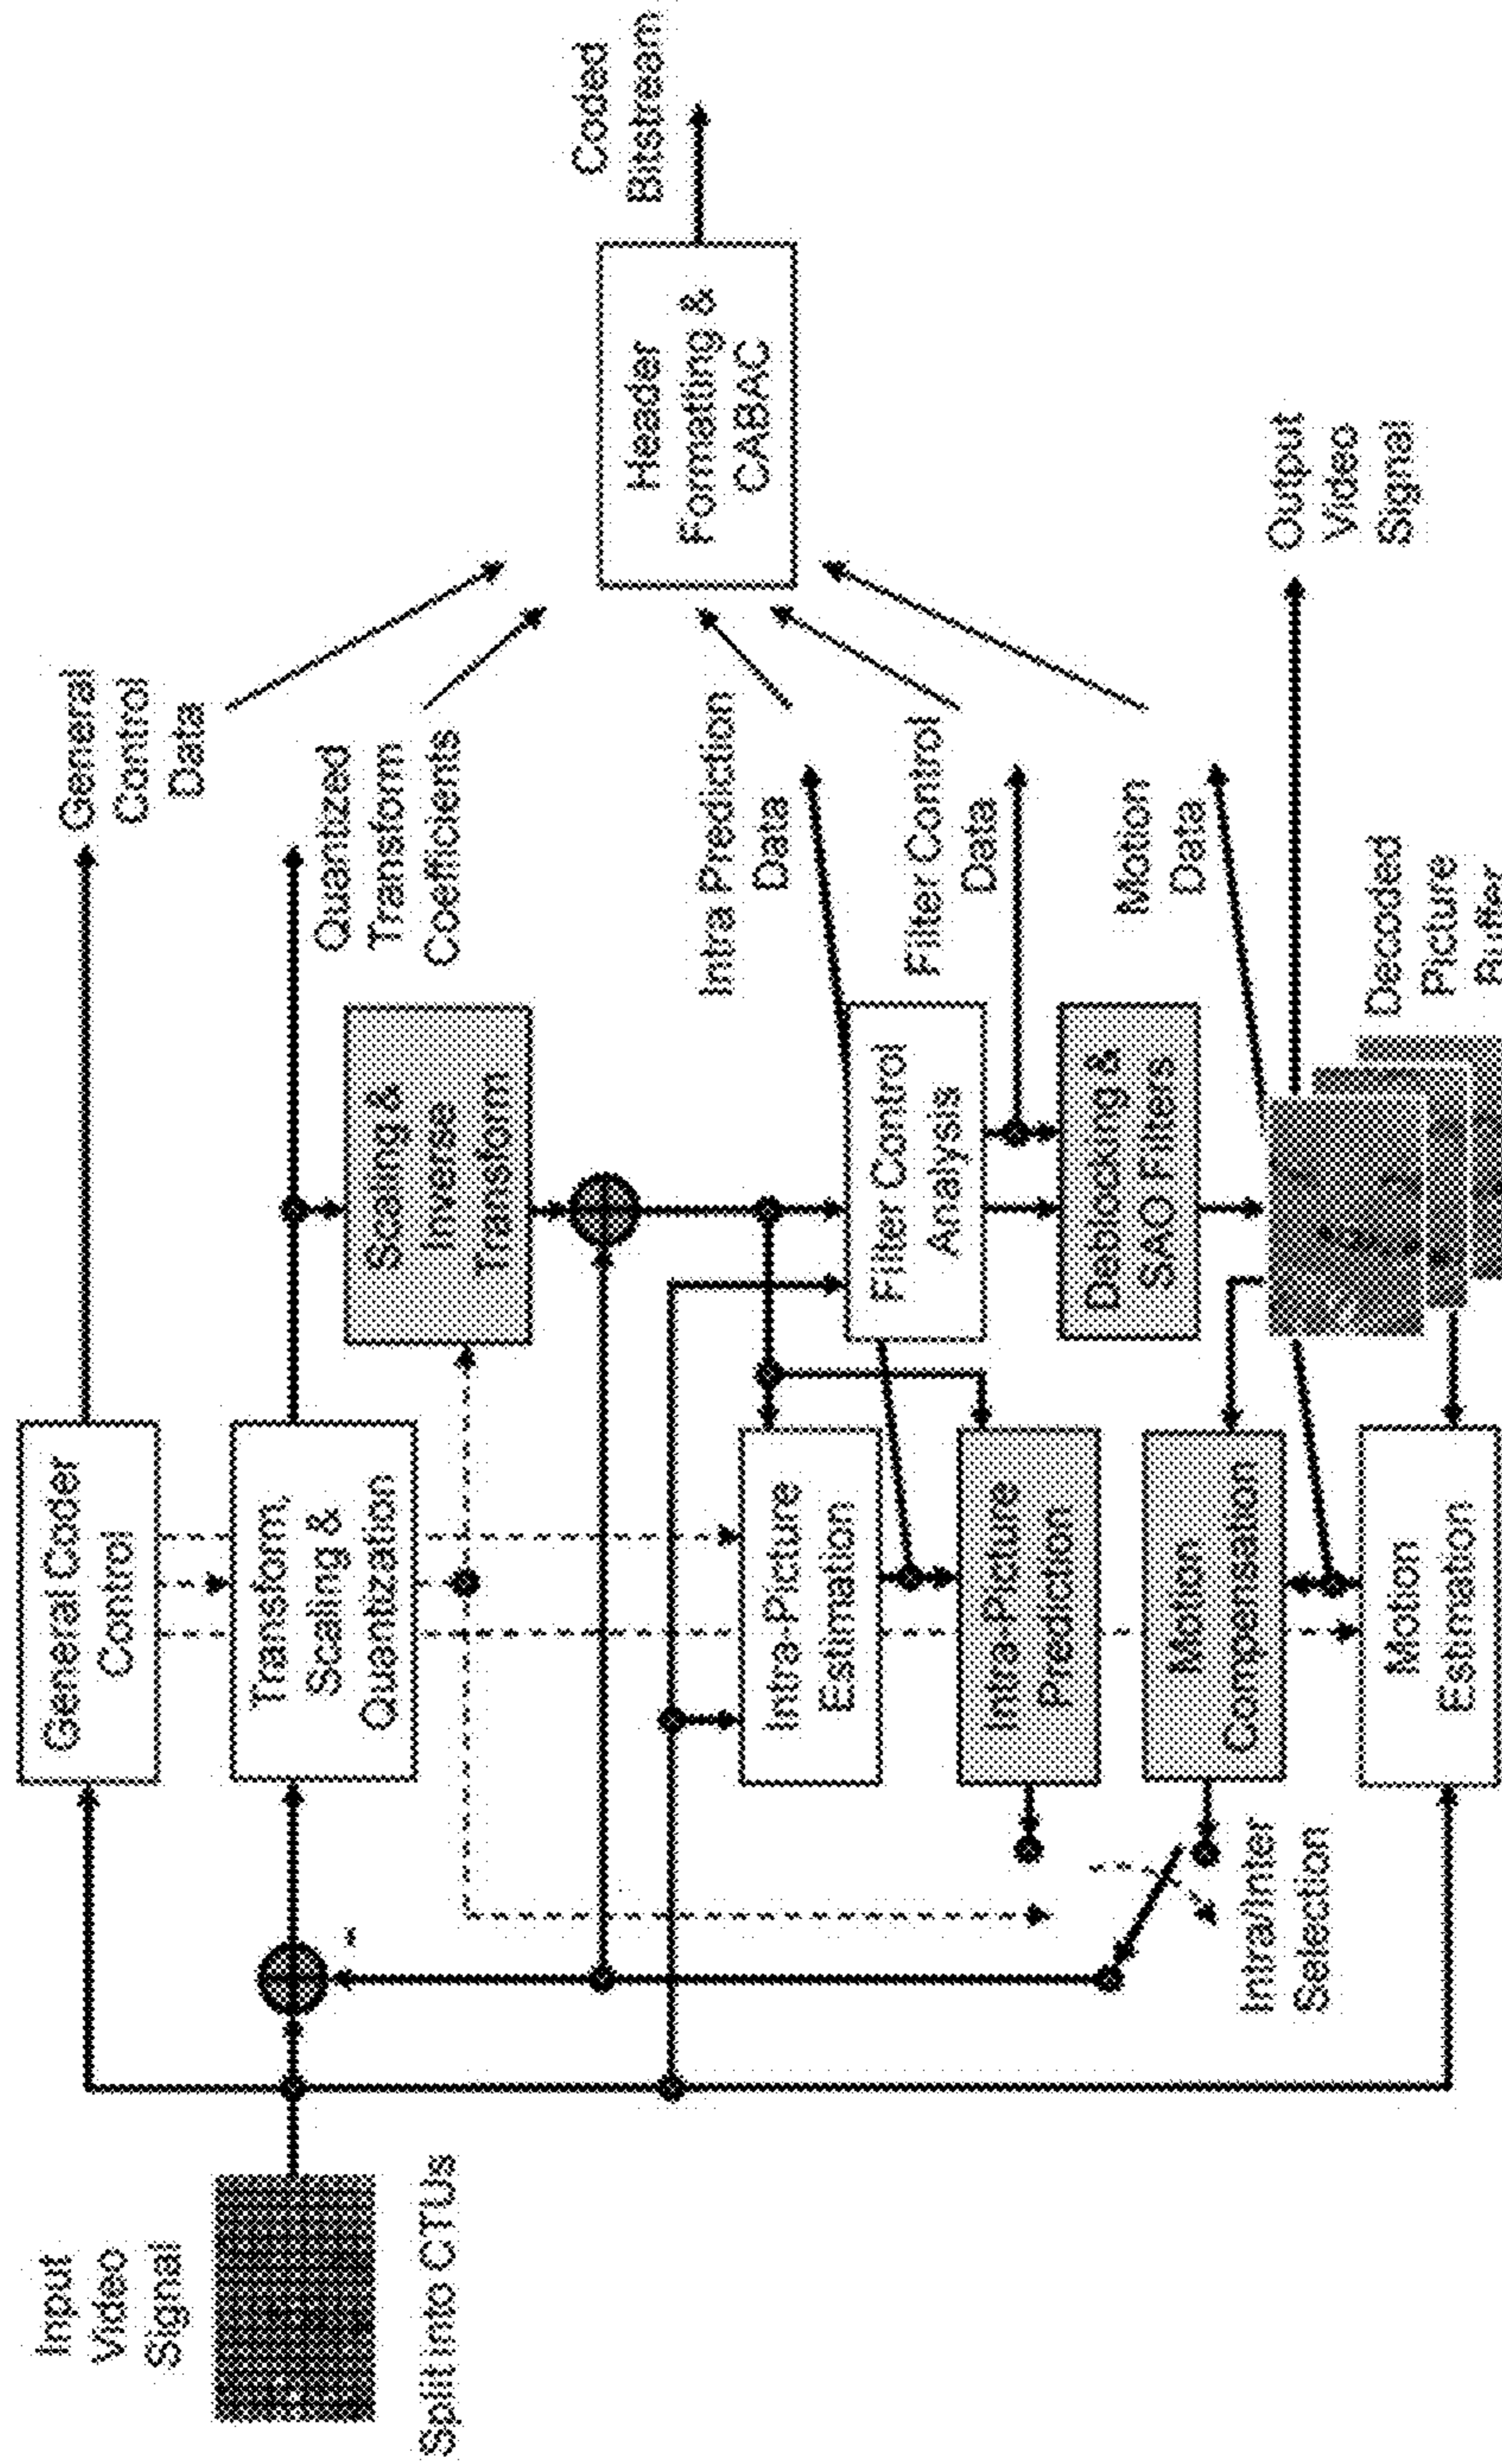 Input
Video
Signal
Split into CTUs
General Coder
Control
Transform,
Scaling &
Quantization
Scaling &
Inverse
Transform
Intra-Picture
Estimation
Intra-Picture
Prediction
Motion
Compensation
Motion
Estimation
Intra/Inter
Selection
-
Filter Control
Analysis
Deblocking &
SAO Filters
Decoded
Picture
Buffer
General
Control
Data
Quantized
Transform
Coefficients
Intra Prediction
Data
Filter Control
Data
Motion
Data
Header
Formatting &
CABAC
Coded
Bitstream
Output
Video
Signal